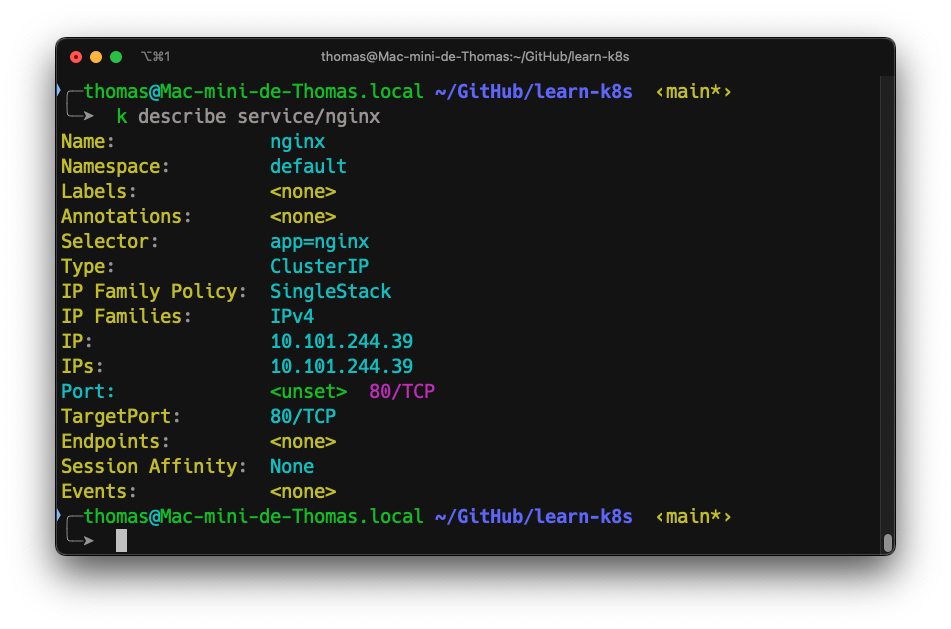 ⌥⌘1 thomas@Mac-mini-de-Thomas:~/GitHub/learn-k8s
thomas@Mac-mini-de-Thomas.local ~/GitHub/learn-k8s ‹main*›
k describe service/nginx
Name: nginx
Namespace: default
Labels: <none>
Annotations: <none>
Selector: app=nginx
Type: ClusterIP
IP Family Policy: SingleStack
IP Families: IPv4
IP: 10.101.244.39
IPs: 10.101.244.39
Port: <unset> 80/TCP
TargetPort: 80/TCP
Endpoints: <none>
Session Affinity: None
Events: <none>
thomas@Mac-mini-de-Thomas.local ~/GitHub/learn-k8s ‹main*›